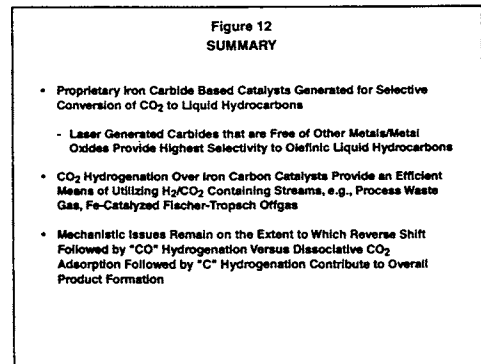 Figure 12
SUMMARY
• Proprietary Iron Carbide Based Catalysts Generated for Selective
Conversion of CO₂ to Liquid Hydrocarbons
- Laser Generated Carbides that are Free of Other Metals/Metal
Oxides Provide Highest Selectivity to Olefinic Liquid Hydrocarbons
• CO₂ Hydrogenation Over Iron Carbon Catalysts Provide an Efficient
Means of Utilizing H₂/CO₂ Containing Streams, e.g., Process Waste
Gas, Fe-Catalyzed Fischer-Tropsch Offgas
• Mechanistic Issues Remain on the Extent to Which Reverse Shift
Followed by "CO" Hydrogenation Versus Dissociative CO₂
Adsorption Followed by "C" Hydrogenation Contribute to Overall
Product Formation